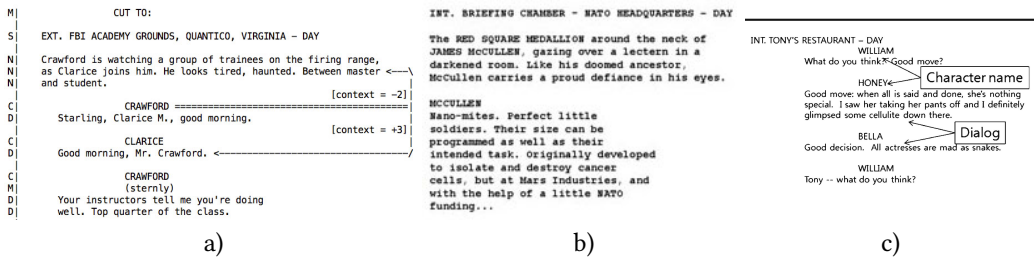 M| CUT TO:
|
S| EXT. FBI ACADEMY GROUNDS, QUANTICO, VIRGINIA – DAY
|
N| Crawford is watching a group of trainees on the firing range,
N| as Clarice joins him. He looks tired, haunted. Between master <---\
N| and student. |
| [context = -2]|
C| CRAWFORD ========================================|
D| Starling, Clarice M., good morning. |
| [context = +3]|
C| CLARICE |
D| Good morning, Mr. Crawford. <---------------------------------/
|
C| CRAWFORD
M| (sternly)
D| Your instructors tell me you're doing
D| well. Top quarter of the class.
a)
INT. BRIEFING CHAMBER - NATO HEADQUARTERS - DAY
The RED SQUARE MEDALLION around the neck of
JAMES McCULLEN, gazing over a lectern in a
darkened room. Like his doomed ancestor,
McCullen carries a proud defiance in his eyes.
MCCULLEN
Nano-mites. Perfect little
soldiers. Their size can be
programmed as well as their
intended task. Originally developed
to isolate and destroy cancer
cells, but at Mars Industries, and
with the help of a little NATO
funding...
b)
INT. TONY'S RESTAURANT – DAY
WILLIAM
What do you think? Good move?
HONEY
Character name
Good move: when all is said and done, she's nothing
special. I saw her taking her pants off and I definitely
glimpsed some cellulite down there.
Dialog
BELLA
Good decision. All actresses are mad as snakes.
WILLIAM
Tony -- what do you think?
c)